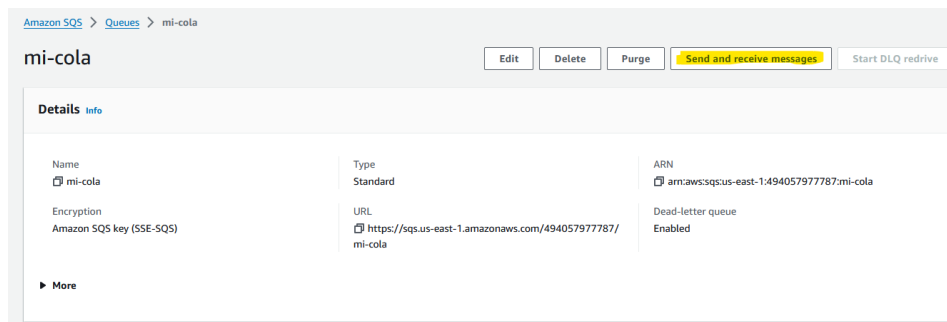 Amazon SQS > Queues > mi-cola
mi-cola
Edit Delete Purge Send and receive messages Start DLQ redrive
Details Info
Name Type ARN
mi-cola Standard arn:aws:sqs:us-east-1:494057977787:mi-cola
Encryption URL Dead-letter queue
Amazon SQS key (SSE-SQS) https://sqs.us-east-1.amazonaws.com/494057977787/ Enabled
mi-cola
More